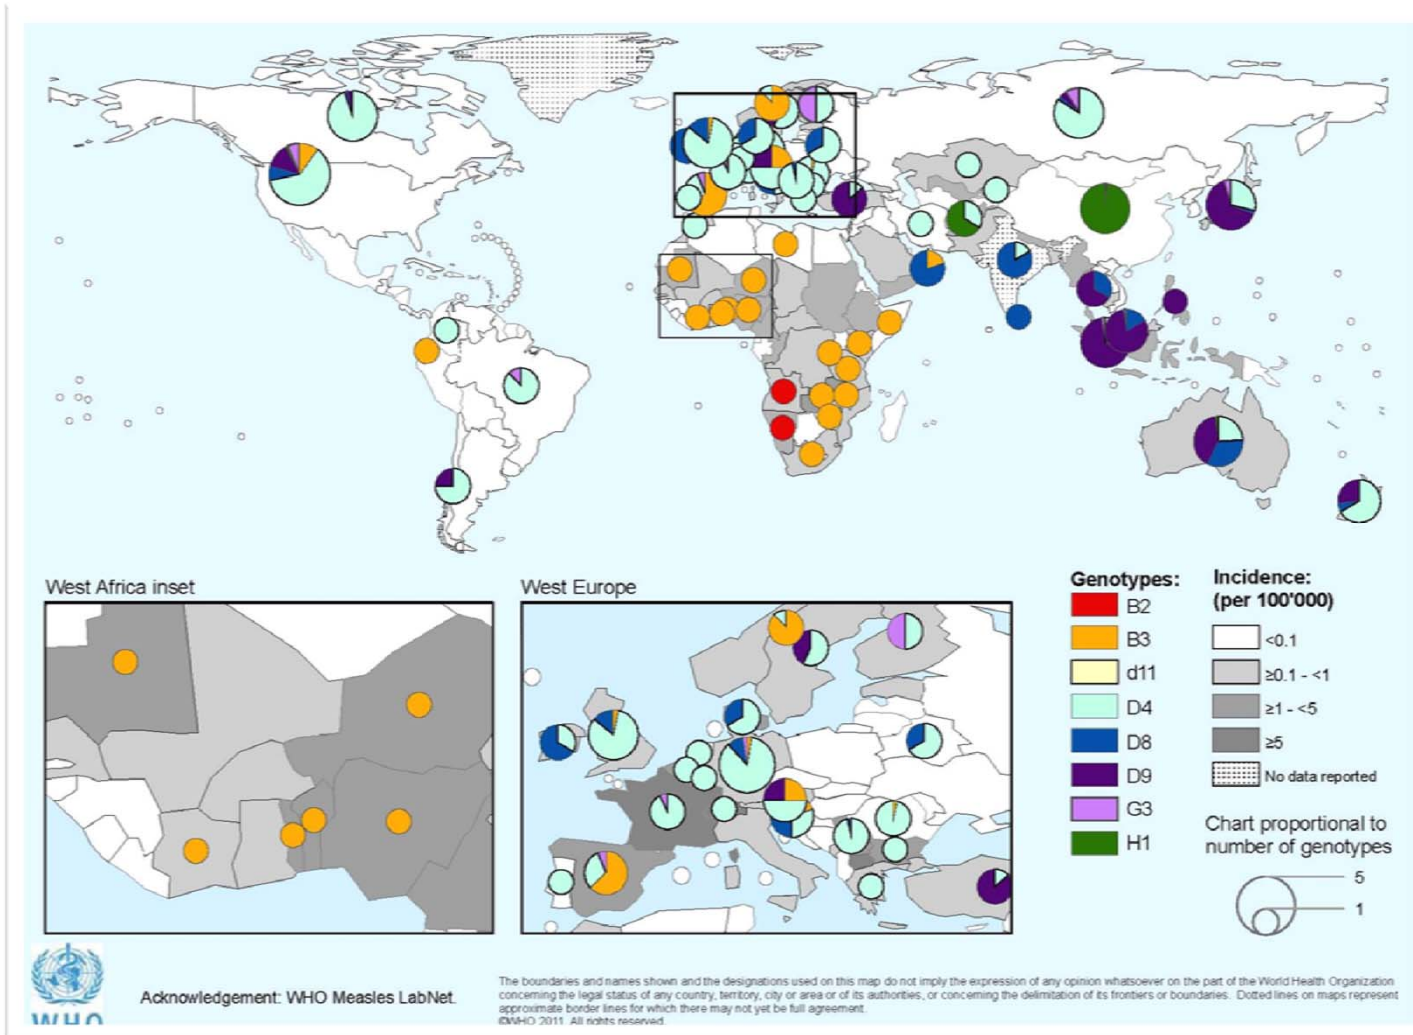 West Africa inset
West Europe
Genotypes:
B2
B3
d11
D4
D8
D9
G3
H1
Incidence:
(per 100'000)
<0.1
≥0.1 - <1
≥1 - <5
≥5
No data reported
Chart proportional to
number of genotypes
5
1
WHO
Acknowledgement: WHO Measles LabNet.
The boundaries and names shown and the designations used on this map do not imply the expression of any opinion whatsoever on the part of the World Health Organization
concerning the legal status of any country, territory, city or area or of its authorities, or concerning the delimitation of its frontiers or boundaries. Dotted lines on maps represent
approximate border lines for which there may not yet be full agreement.
©WHO 2011. All rights reserved.